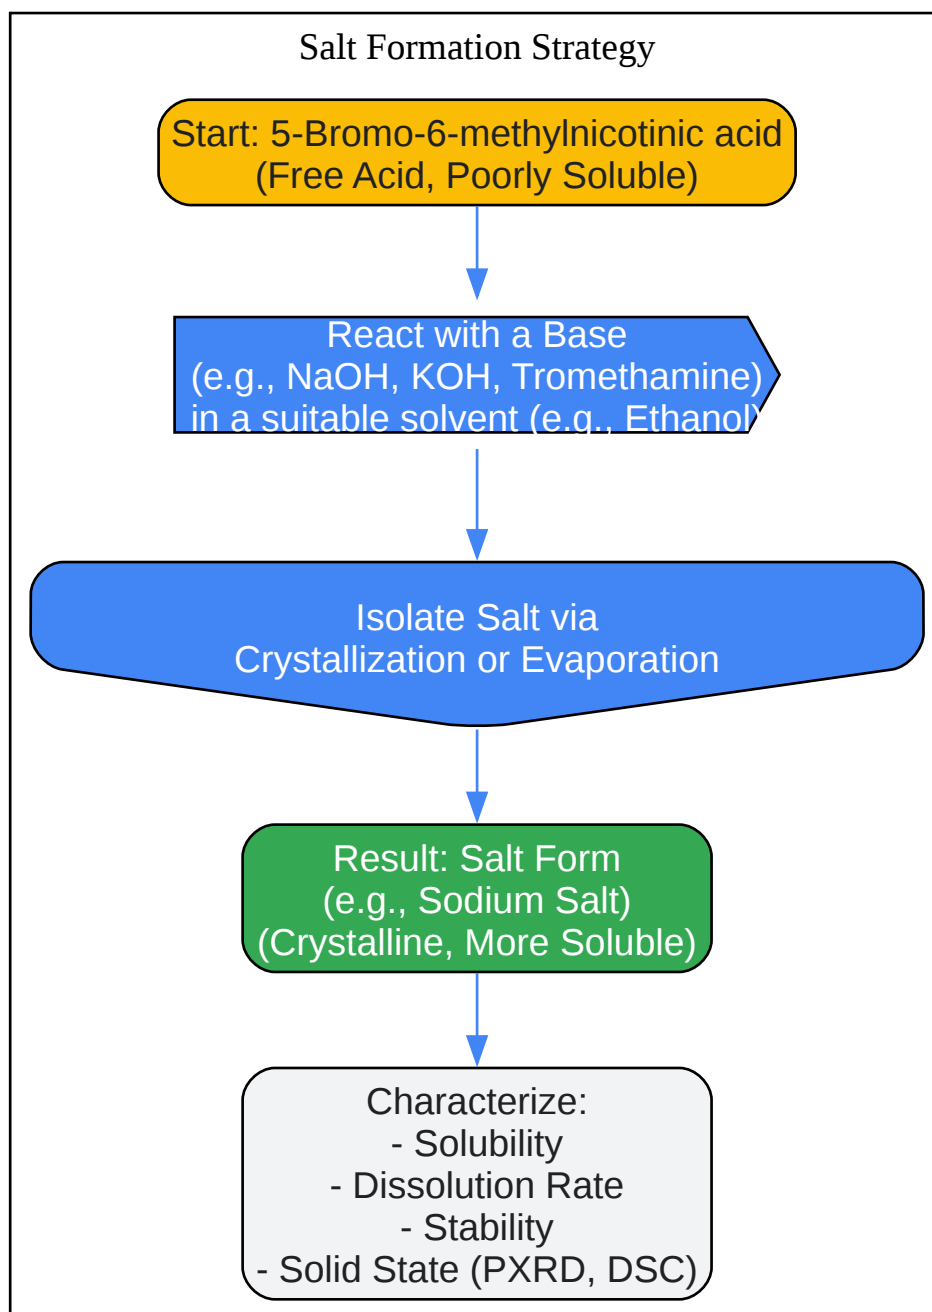 Salt Formation Strategy
Start: 5-Bromo-6-methylnicotinic acid
(Free Acid, Poorly Soluble)
React with a Base
(e.g., NaOH, KOH, Tromethamine)
in a suitable solvent (e.g., Ethanol)
Isolate Salt via
Crystallization or Evaporation
Result: Salt Form
(e.g., Sodium Salt)
(Crystalline, More Soluble)
Characterize:
- Solubility
- Dissolution Rate
- Stability
- Solid State (PXRD, DSC)